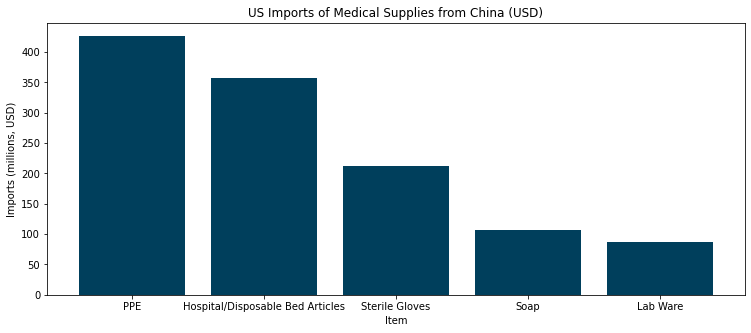 US Imports of Medical Supplies from China (USD)
Imports (millions, USD)
400
350
300
250
200
150
100
50
0
PPE Hospital/Disposable Bed Articles Sterile Gloves Soap Lab Ware
Item